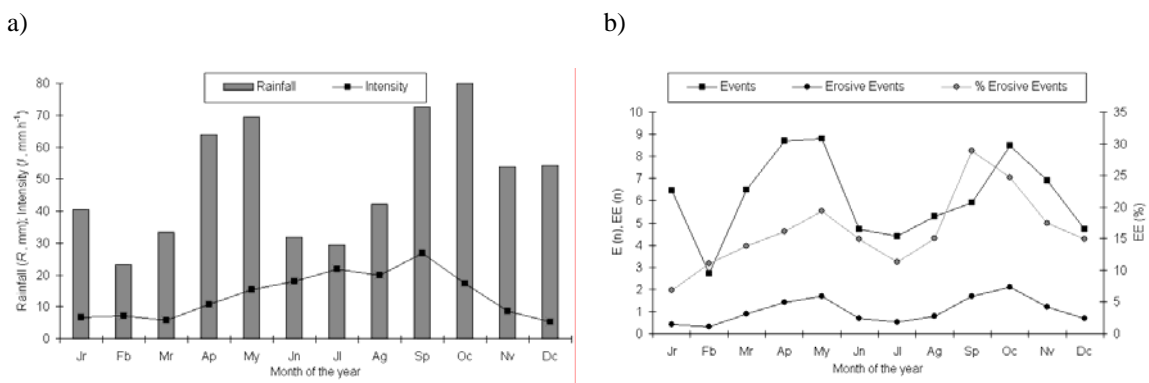 a)
Rainfall Intensity
Rainfall (R, mm); Intensity (I, mm h-1)
80
70
60
50
40
30
20
10
0
Jr Fb Mr Ap My Jn Jl Ag Sp Oc Nv Dc
Month of the year
b)
Events Erosive Events % Erosive Events
E (n), EE (n)
10
9
8
7
6
5
4
3
2
1
0
35
30
25
20
15
10
5
0
EE (%)
Jr Fb Mr Ap My Jn Jl Ag Sp Oc Nv Dc
Month of the year